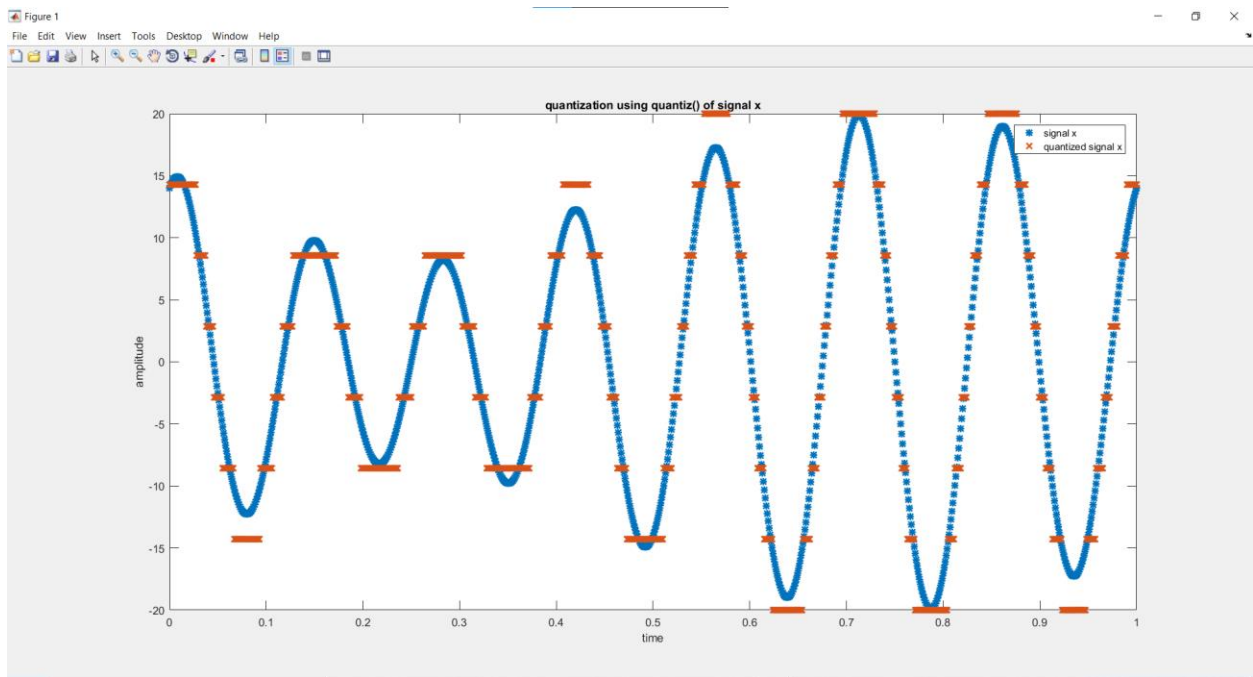 Figure 1
File Edit View Insert Tools Desktop Window Help
quantization using quantiz() of signal x
signal x
quantized signal x
amplitude
20
15
10
5
0
-5
-10
-15
-20
0 0.1 0.2 0.3 0.4 0.5 0.6 0.7 0.8 0.9 1
time